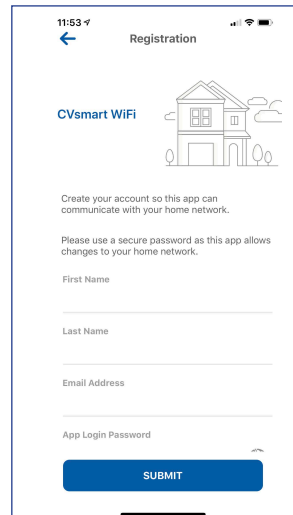 11:53
Registration
CVsmart WiFi
Create your account so this app can
communicate with your home network.
Please use a secure password as this app allows
changes to your home network.
First Name
Last Name
Email Address
App Login Password
SUBMIT